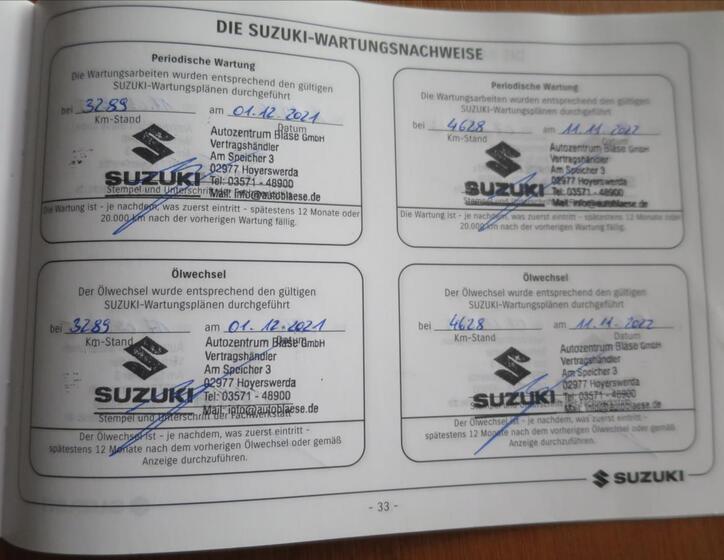 DIE SUZUKI-WARTUNGSNACHWEISE
Periodische Wartung
Die Wartungsarbeiten wurden entsprechend den gültigen
SUZUKI-Wartungsplänen durchgeführt
bei 3289 am 01.12.2021
Km-Stand Datum
Autozentrum Bläse GmbH
Vertragshändler
Am Speicher 3
02977 Hoyerswerda
SUZUKI Tel: 03571 - 48900
Stempel und Unterschrift der
Mail: info@autoblaese.de
Die Wartung ist - je nachdem, was zuerst eintritt - spätestens 12 Monate oder
20.000 km nach der vorherigen Wartung fällig.
Periodische Wartung
Die Wartungsarbeiten wurden entsprechend den gültigen
SUZUKI-Wartungsplänen durchgeführt
bei 4628 am 11.11.2022
Km-Stand Datum
Autozentrum Bläse GmbH
Vertragshändler
Am Speicher 3
02977 Hoyerswerda
SUZUKI Tel: 03571 - 48900
Mail: info@autoblaese.de
Die Wartung ist - je nachdem, was zuerst eintritt - spätestens 12 Monate oder
20.000 km nach der vorherigen Wartung fällig.
Ölwechsel
Der Ölwechsel wurde entsprechend den gültigen
SUZUKI-Wartungsplänen durchgeführt
bei 3289 am 01.12.2021
Km-Stand Datum
Autozentrum Bläse GmbH
Vertragshändler
Am Speicher 3
02977 Hoyerswerda
SUZUKI Tel: 03571 - 48900
Mail: info@autoblaese.de
Stempel und Unterschrift der Fachwerkstatt
Der Ölwechsel ist - je nachdem, was zuerst eintritt -
spätestens 12 Monate nach dem vorherigen Ölwechsel oder gemäß
Anzeige durchzuführen.
Ölwechsel
Der Ölwechsel wurde entsprechend den gültigen
SUZUKI-Wartungsplänen durchgeführt
bei 4628 am 11.11.2022
Km-Stand Datum
Autozentrum Bläse GmbH
Vertragshändler
Am Speicher 3
02977 Hoyerswerda
SUZUKI Tel: 03571 - 48900
Der Ölwechsel ist - je nachdem, was zuerst eintritt -
spätestens 12 Monate nach dem vorherigen Ölwechsel oder gemäß
Anzeige durchzuführen.
SUZUKI
- 33 -